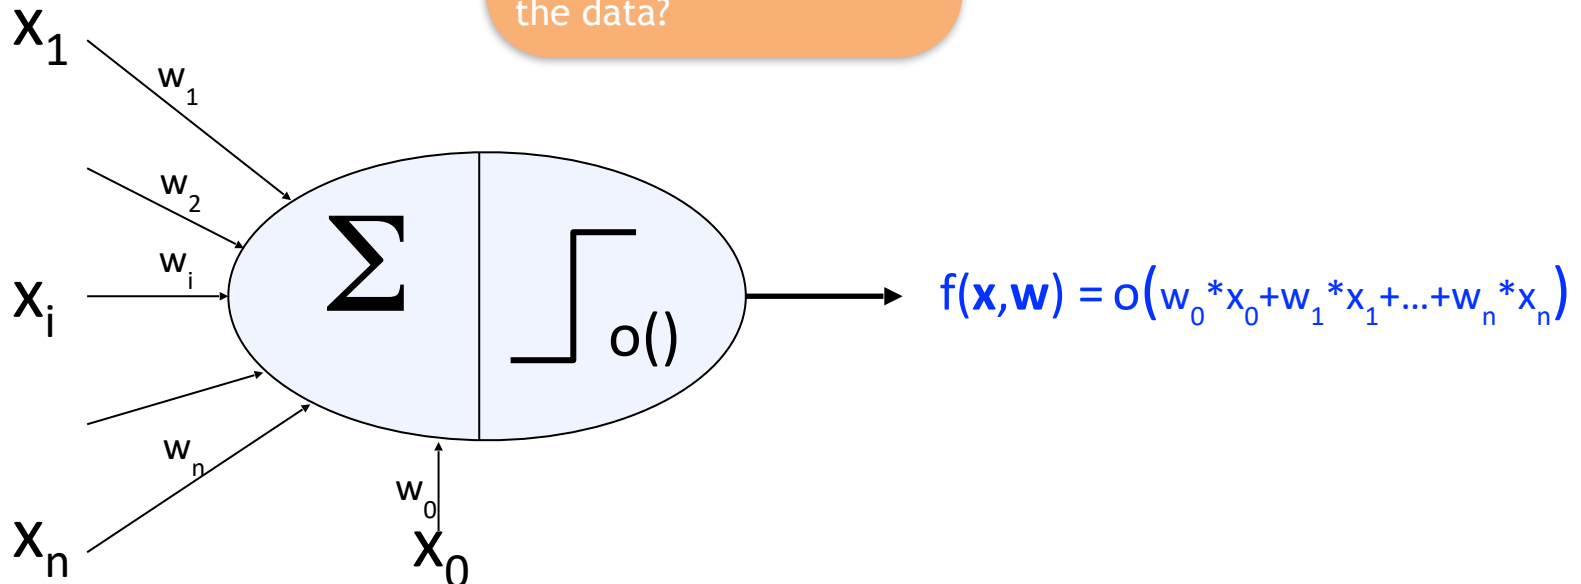 the data?
x₁
w₁
w₂
wᵢ
xᵢ
Σ
o()
f(x,w) = o(w₀*x₀+w₁*x₁+...+wₙ*xₙ)
wₙ
w₀
xₙ
x₀